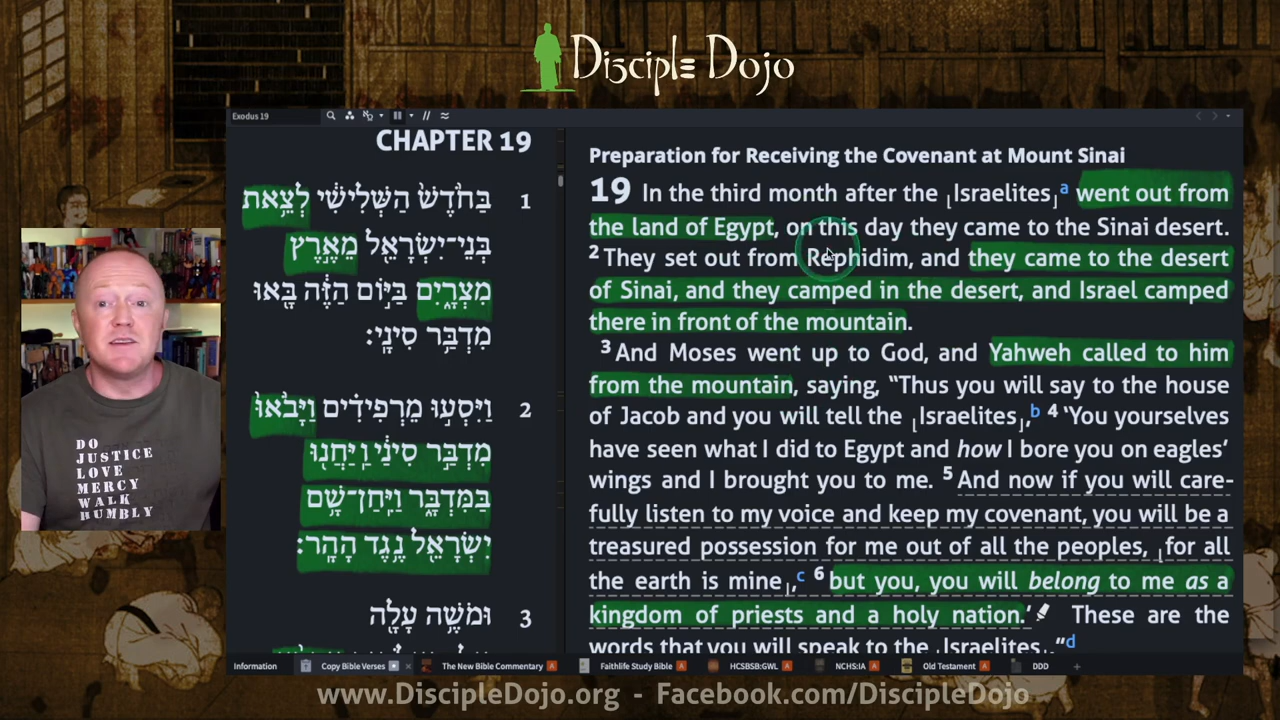 Disciple Dojo
Exodus 19
CHAPTER 19
1 בַּחֹ֙דֶשׁ֙ הַשְּׁלִישִׁ֔י לְצֵ֥את
בְּנֵי־יִשְׂרָאֵ֖ל מֵאֶ֣רֶץ
מִצְרָ֑יִם בַּיּ֣וֹם הַזֶּ֔ה בָּ֖אוּ
מִדְבַּ֥ר סִינָֽי׃
2 וַיִּסְע֣וּ מֵרְפִידִ֗ים וַיָּבֹ֙אוּ֙
מִדְבַּ֣ר סִינַ֔י וַֽיַּחֲנ֖וּ
בַּמִּדְבָּ֑ר וַיִּֽחַן־שָׁ֥ם
יִשְׂרָאֵ֖ל נֶ֥גֶד הָהָֽר׃
3 וּמֹשֶׁ֥ה עָלָ֖ה
Preparation for Receiving the Covenant at Mount Sinai
19 In the third month after the ⌞Israelites⌟a went out from
the land of Egypt, on this day they came to the Sinai desert.
2 They set out from Rephidim, and they came to the desert
of Sinai, and they camped in the desert, and Israel camped
there in front of the mountain.
3 And Moses went up to God, and Yahweh called to him
from the mountain, saying, “Thus you will say to the house
of Jacob and you will tell the ⌞Israelites⌟,b 4 ‘You yourselves
have seen what I did to Egypt and how I bore you on eagles’
wings and I brought you to me. 5 And now if you will care-
fully listen to my voice and keep my covenant, you will be a
treasured possession for me out of all the peoples, ⌞for all
the earth is mine⌟,c 6 but you, you will belong to me as a
kingdom of priests and a holy nation.’ These are the
words that you will speak to the ⌞Israelites⌟.”d
DO
JUSTICE
LOVE
MERCY
WALK
HUMBLY
Information Copy Bible Verses The New Bible Commentary A Faithlife Study Bible A HCSBSB:GWL A NCHS:IA A Old Testament A DDD +
www.DiscipleDojo.org - Facebook.com/DiscipleDojo